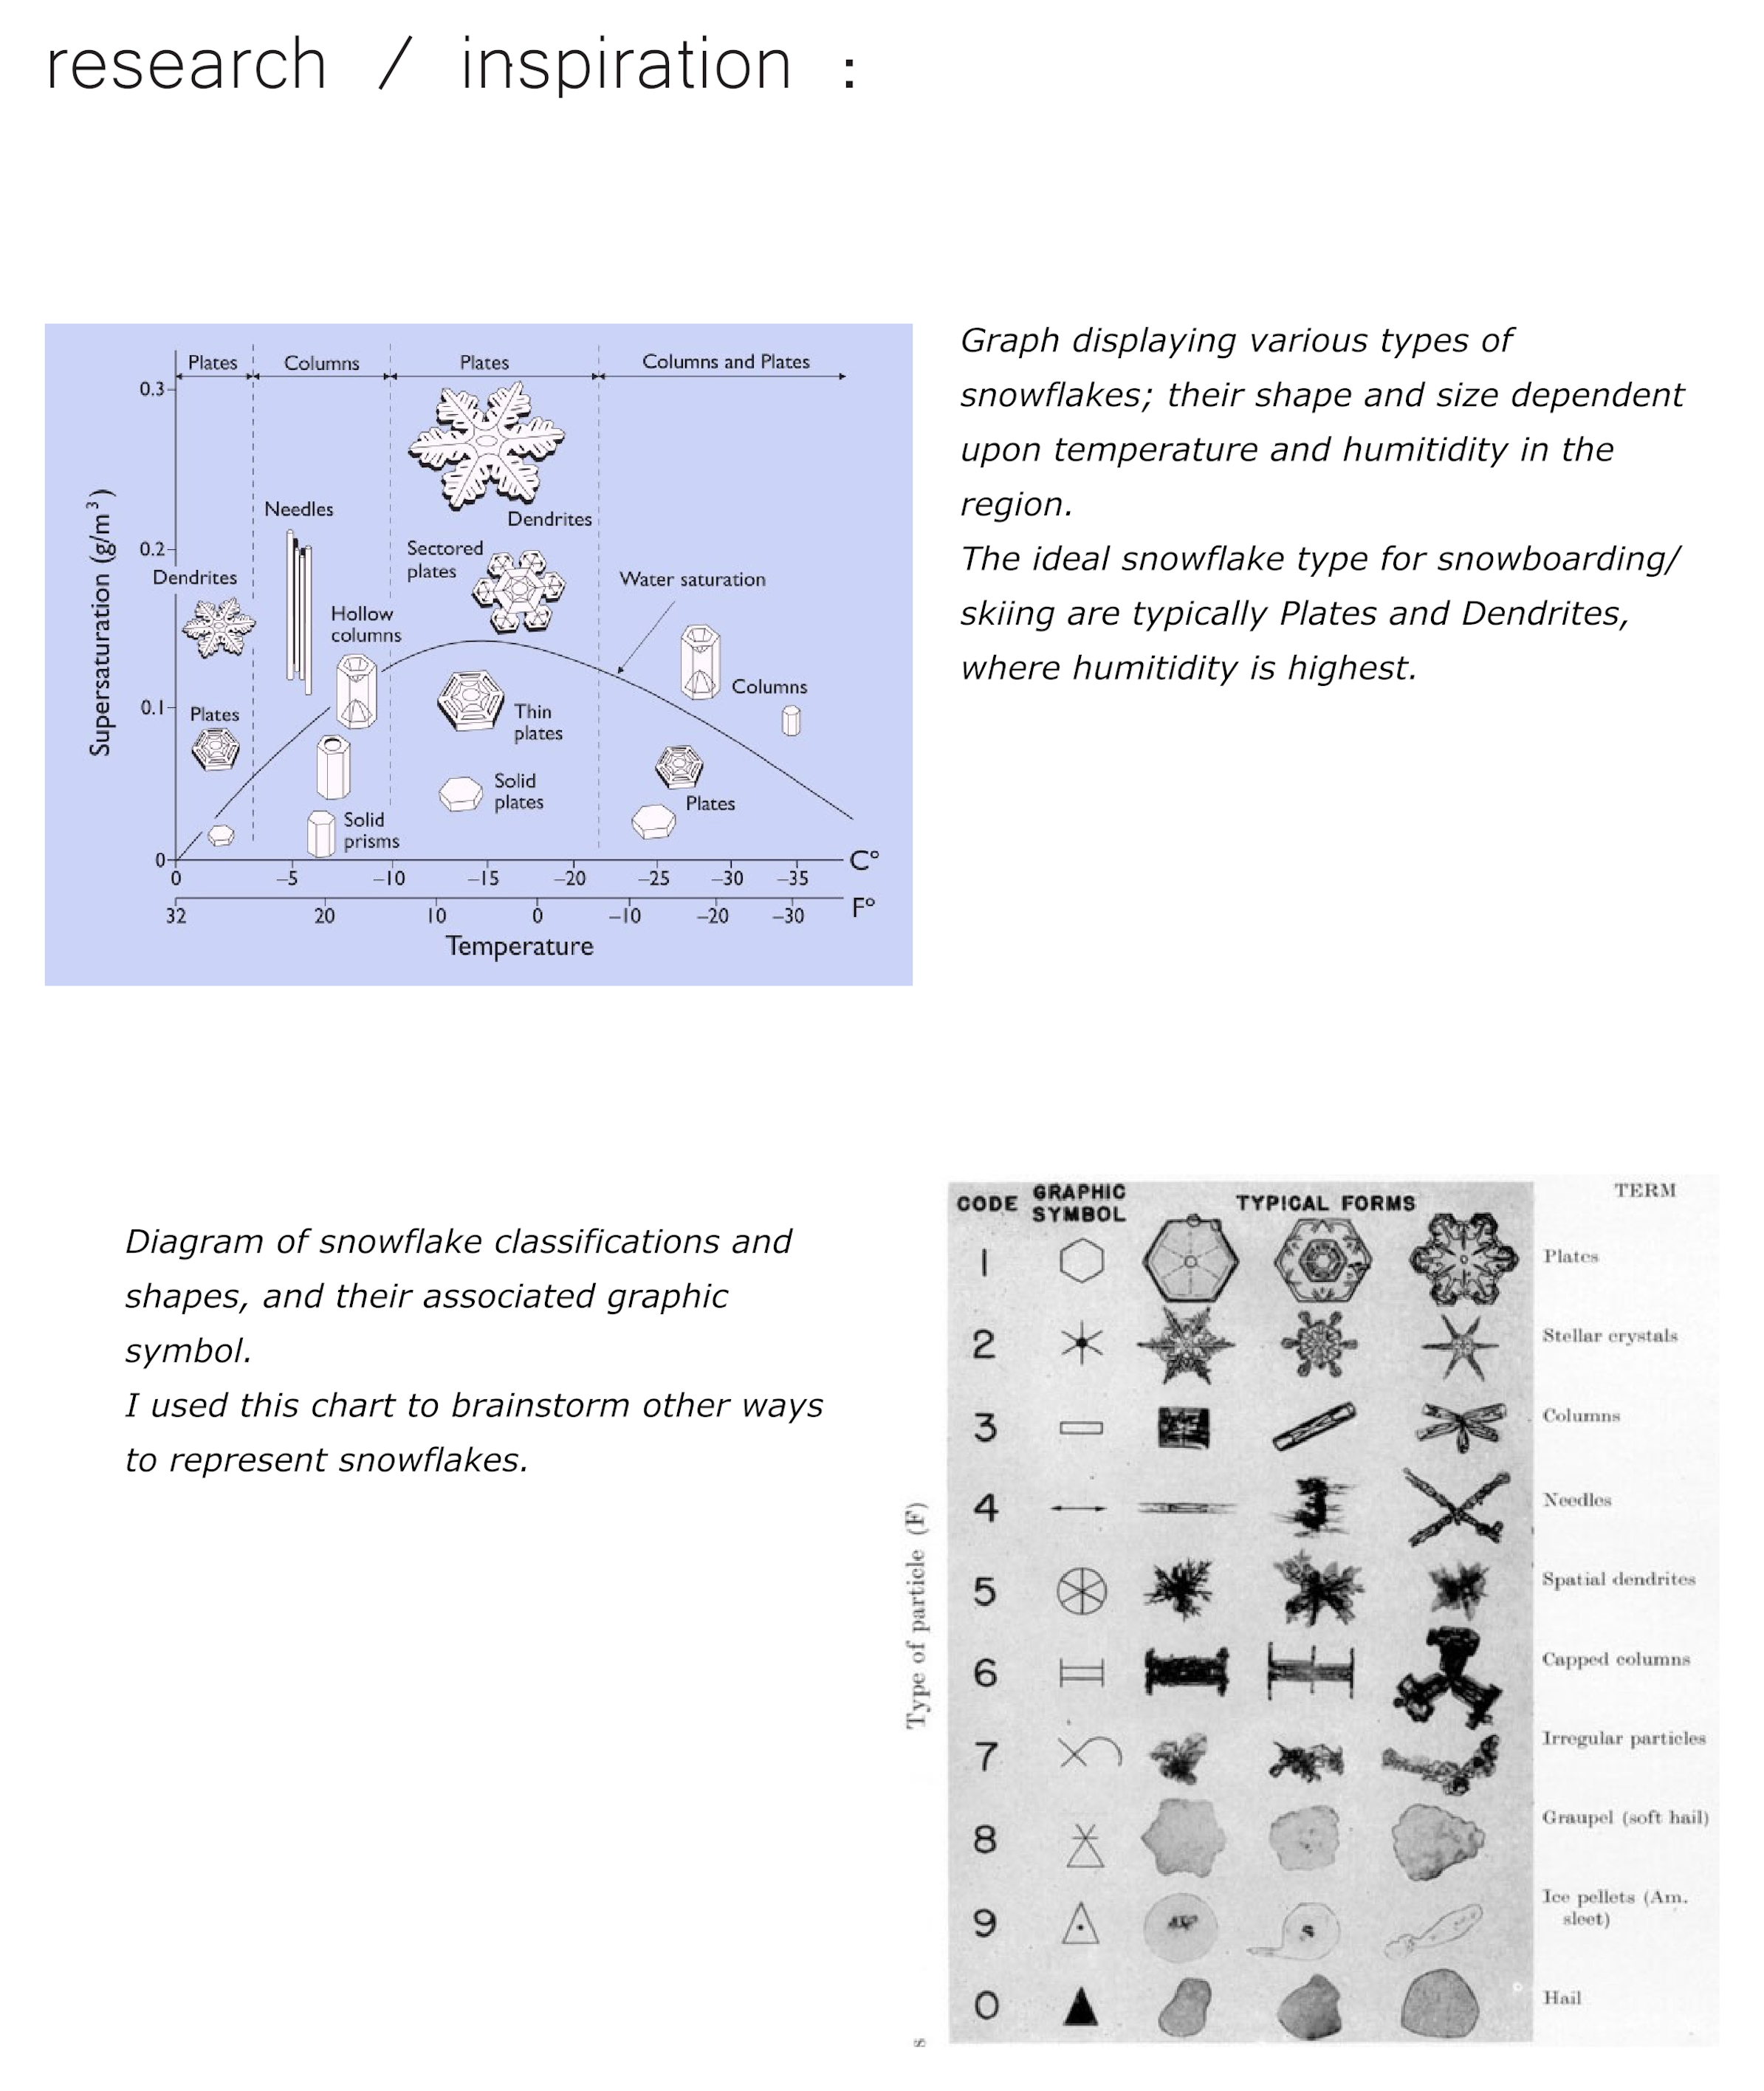 research / inspiration :
Plates Columns Plates Columns and Plates
0.3
Needles
Dendrites
Sectored
plates
0.2
Dendrites
Water saturation
Hollow
columns
Supersaturation (g/m³)
Columns
0.1
Plates
Thin
plates
Solid
plates
Plates
Solid
prisms
0
C°
0 –5 –10 –15 –20 –25 –30 –35
F°
32 20 10 0 –10 –20 –30
Temperature
Graph displaying various types of
snowflakes; their shape and size dependent
upon temperature and humitidity in the
region.
The ideal snowflake type for snowboarding/
skiing are typically Plates and Dendrites,
where humitidity is highest.
Diagram of snowflake classifications and
shapes, and their associated graphic
symbol.
I used this chart to brainstorm other ways
to represent snowflakes.
Type of particle (F)
s
CODE GRAPHIC SYMBOL TYPICAL FORMS TERM
1 Plates
2 Stellar crystals
3 Columns
4 Needles
5 Spatial dendrites
6 Capped columns
7 Irregular particles
8 Graupel (soft hail)
9 Ice pellets (Am.
sleet)
0 Hail